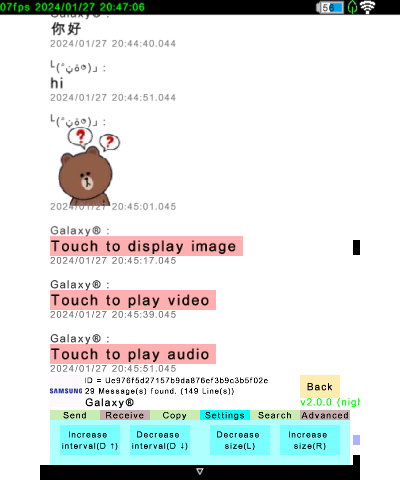 07fps 2024/01/27 20:47:06
56
Galaxy® :
你好
2024/01/27 20:44:40.044
hi
2024/01/27 20:44:51.044
? ?
2024/01/27 20:45:01.045
Galaxy® :
Touch to display image
2024/01/27 20:45:17.045
Galaxy® :
Touch to play video
2024/01/27 20:45:39.045
Galaxy® :
Touch to play audio
2024/01/27 20:45:51.045
ID = Uc976f5d27157b9da876ef3b9c3b5f02e
SAMSUNG 29 Message(s) found. (149 Line(s))
Galaxy®
Back
v2.0.0 (nig
Send Receive Copy Settings Search Advanced
Increase interval(D ↑) Decrease interval(D ↓) Decrease size(L) Increase size(R)